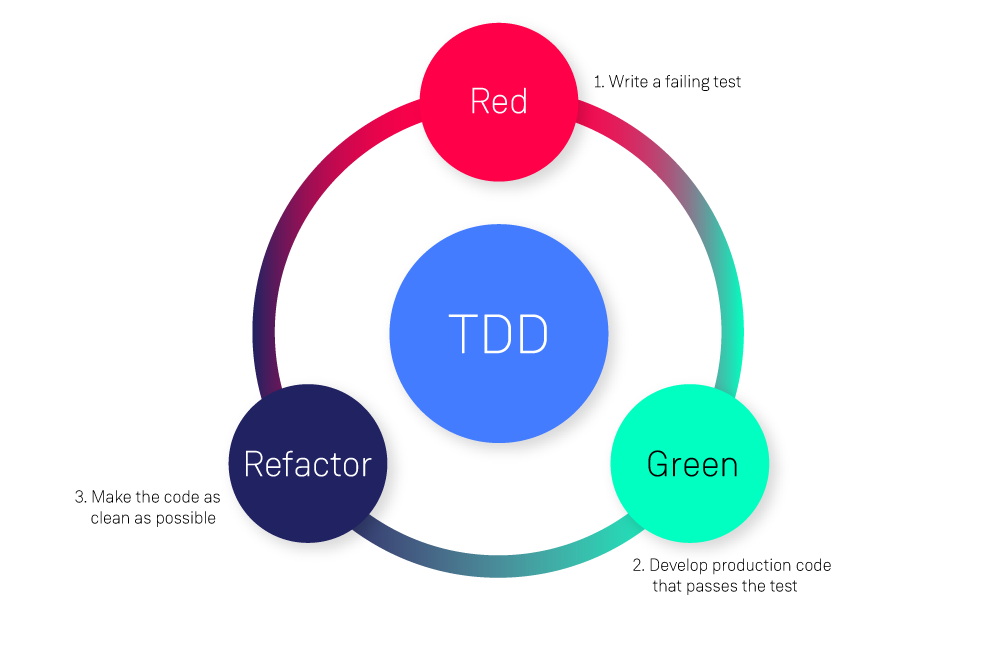 Red
1. Write a failing test
TDD
Refactor
Green
3. Make the code as
clean as possible
2. Develop production code
that passes the test